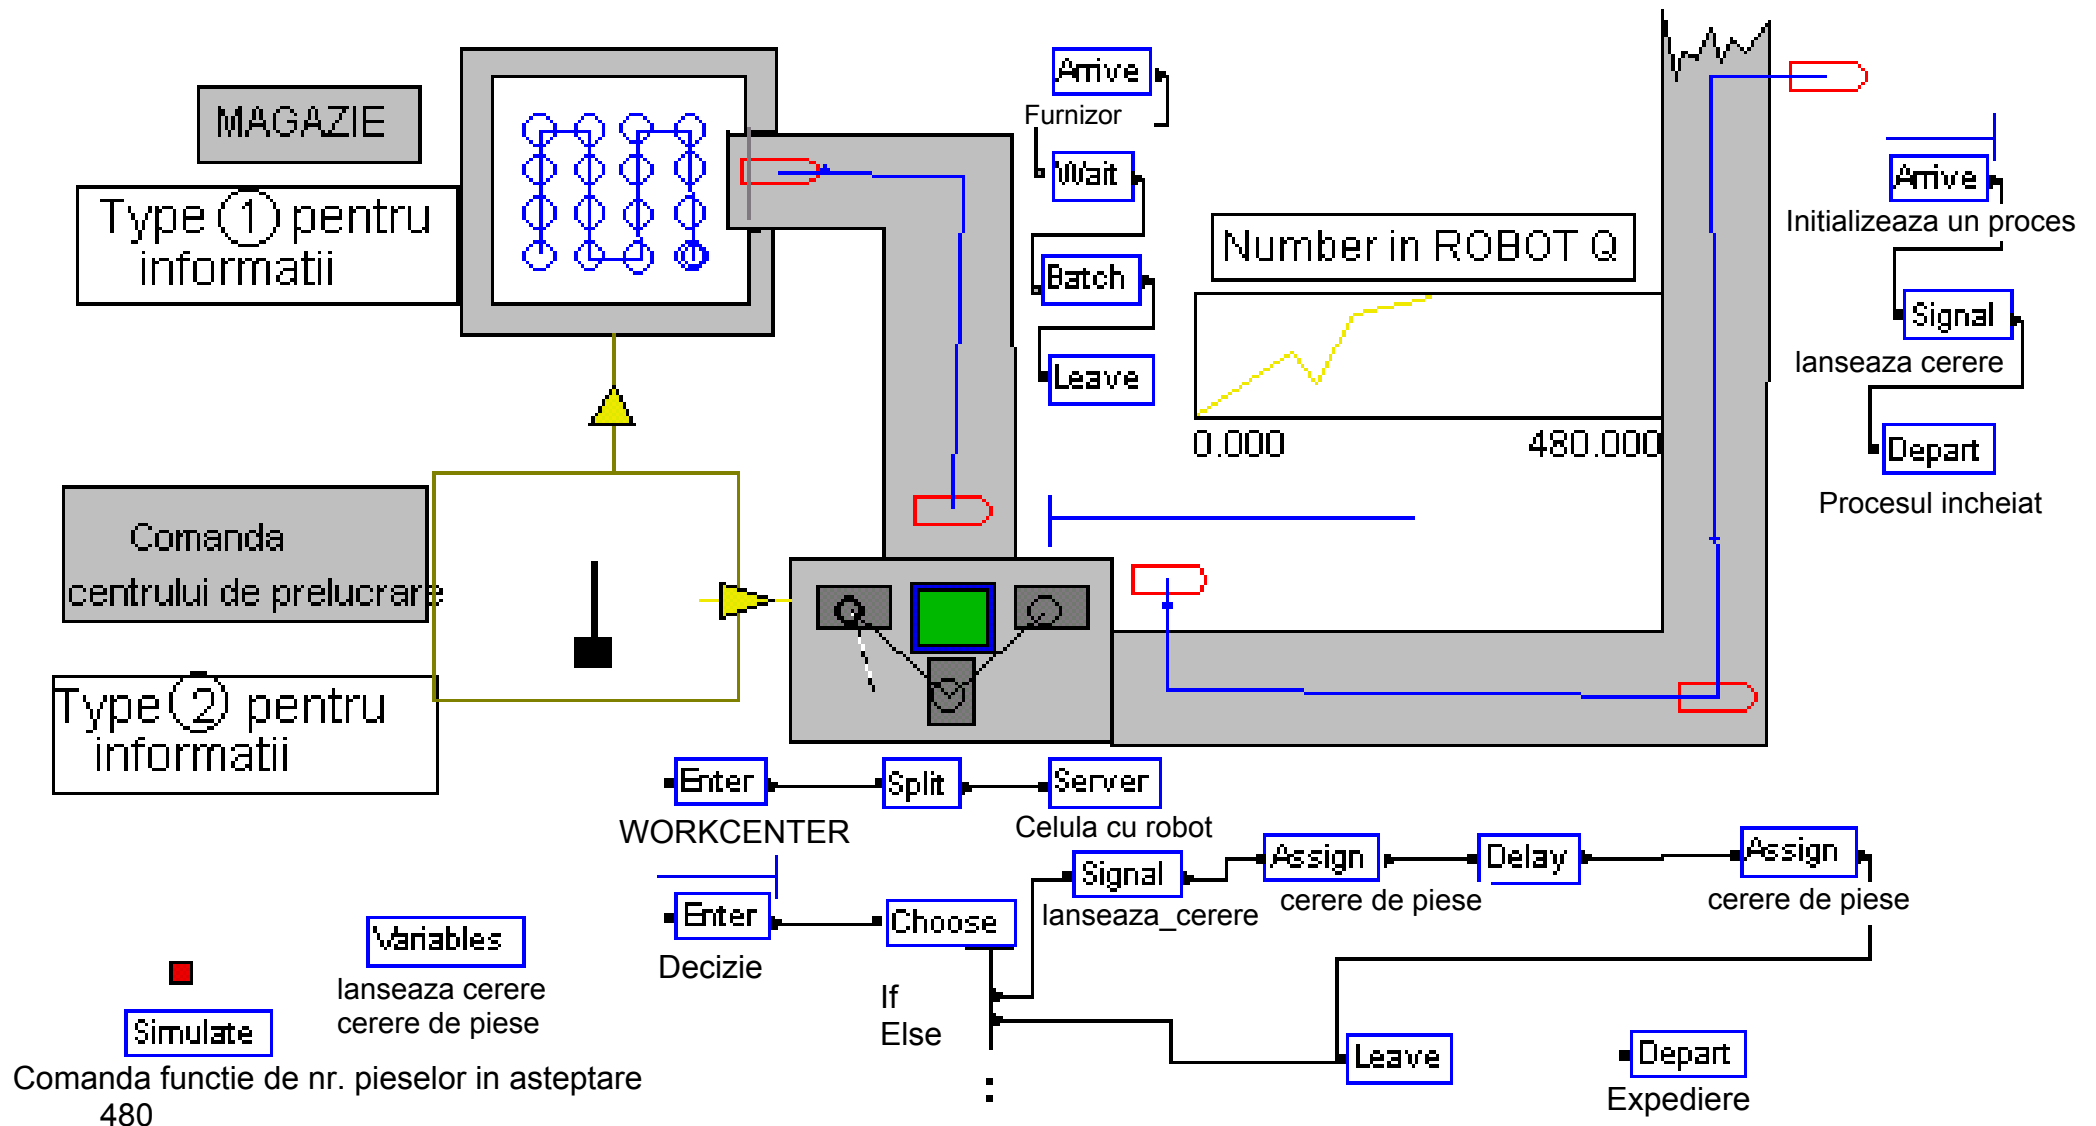 MAGAZIE
Type 1 pentru
informatii
Comanda
centrului de prelucrare
Type 2 pentru
informatii
Arrive
Furnizor
Wait
Batch
Leave
Number in ROBOT Q
0.000
480.000
Arrive
Initializeaza un proces
Signal
lanseaza cerere
Depart
Procesul incheiat
Enter
Split
Server
WORKCENTER
Celula cu robot
Signal
Assign
Delay
Assign
lanseaza_cerere
cerere de piese
cerere de piese
Enter
Choose
Decizie
If
Else
Leave
Depart
Expediere
Variables
lanseaza cerere
cerere de piese
Simulate
Comanda functie de nr. pieselor in asteptare
480